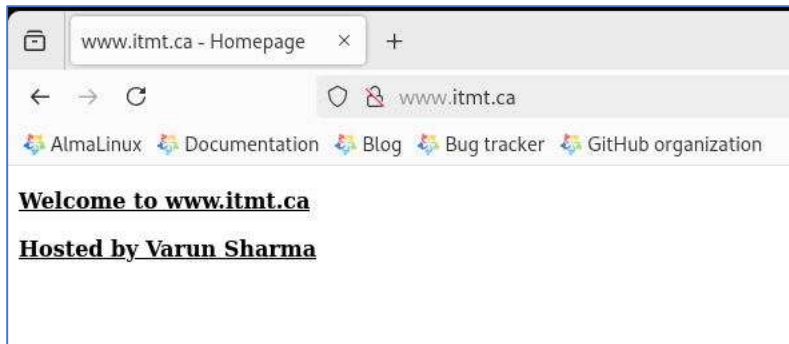 www.itmt.ca - Homepage
www.itmt.ca
AlmaLinux Documentation Blog Bug tracker GitHub organization
Welcome to www.itmt.ca
Hosted by Varun Sharma